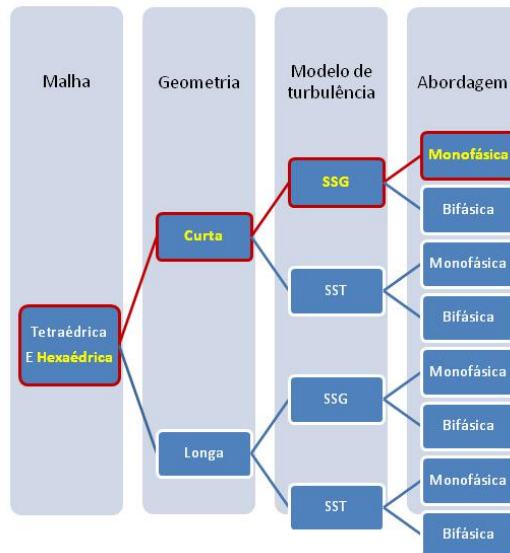 Malha
Geometria
Modelo de
turbulência
Abordagem
Tetraédrica
E Hexaédrica
Curta
Longa
SSG
SST
SSG
SST
Monofásica
Bifásica
Monofásica
Bifásica
Monofásica
Bifásica
Monofásica
Bifásica